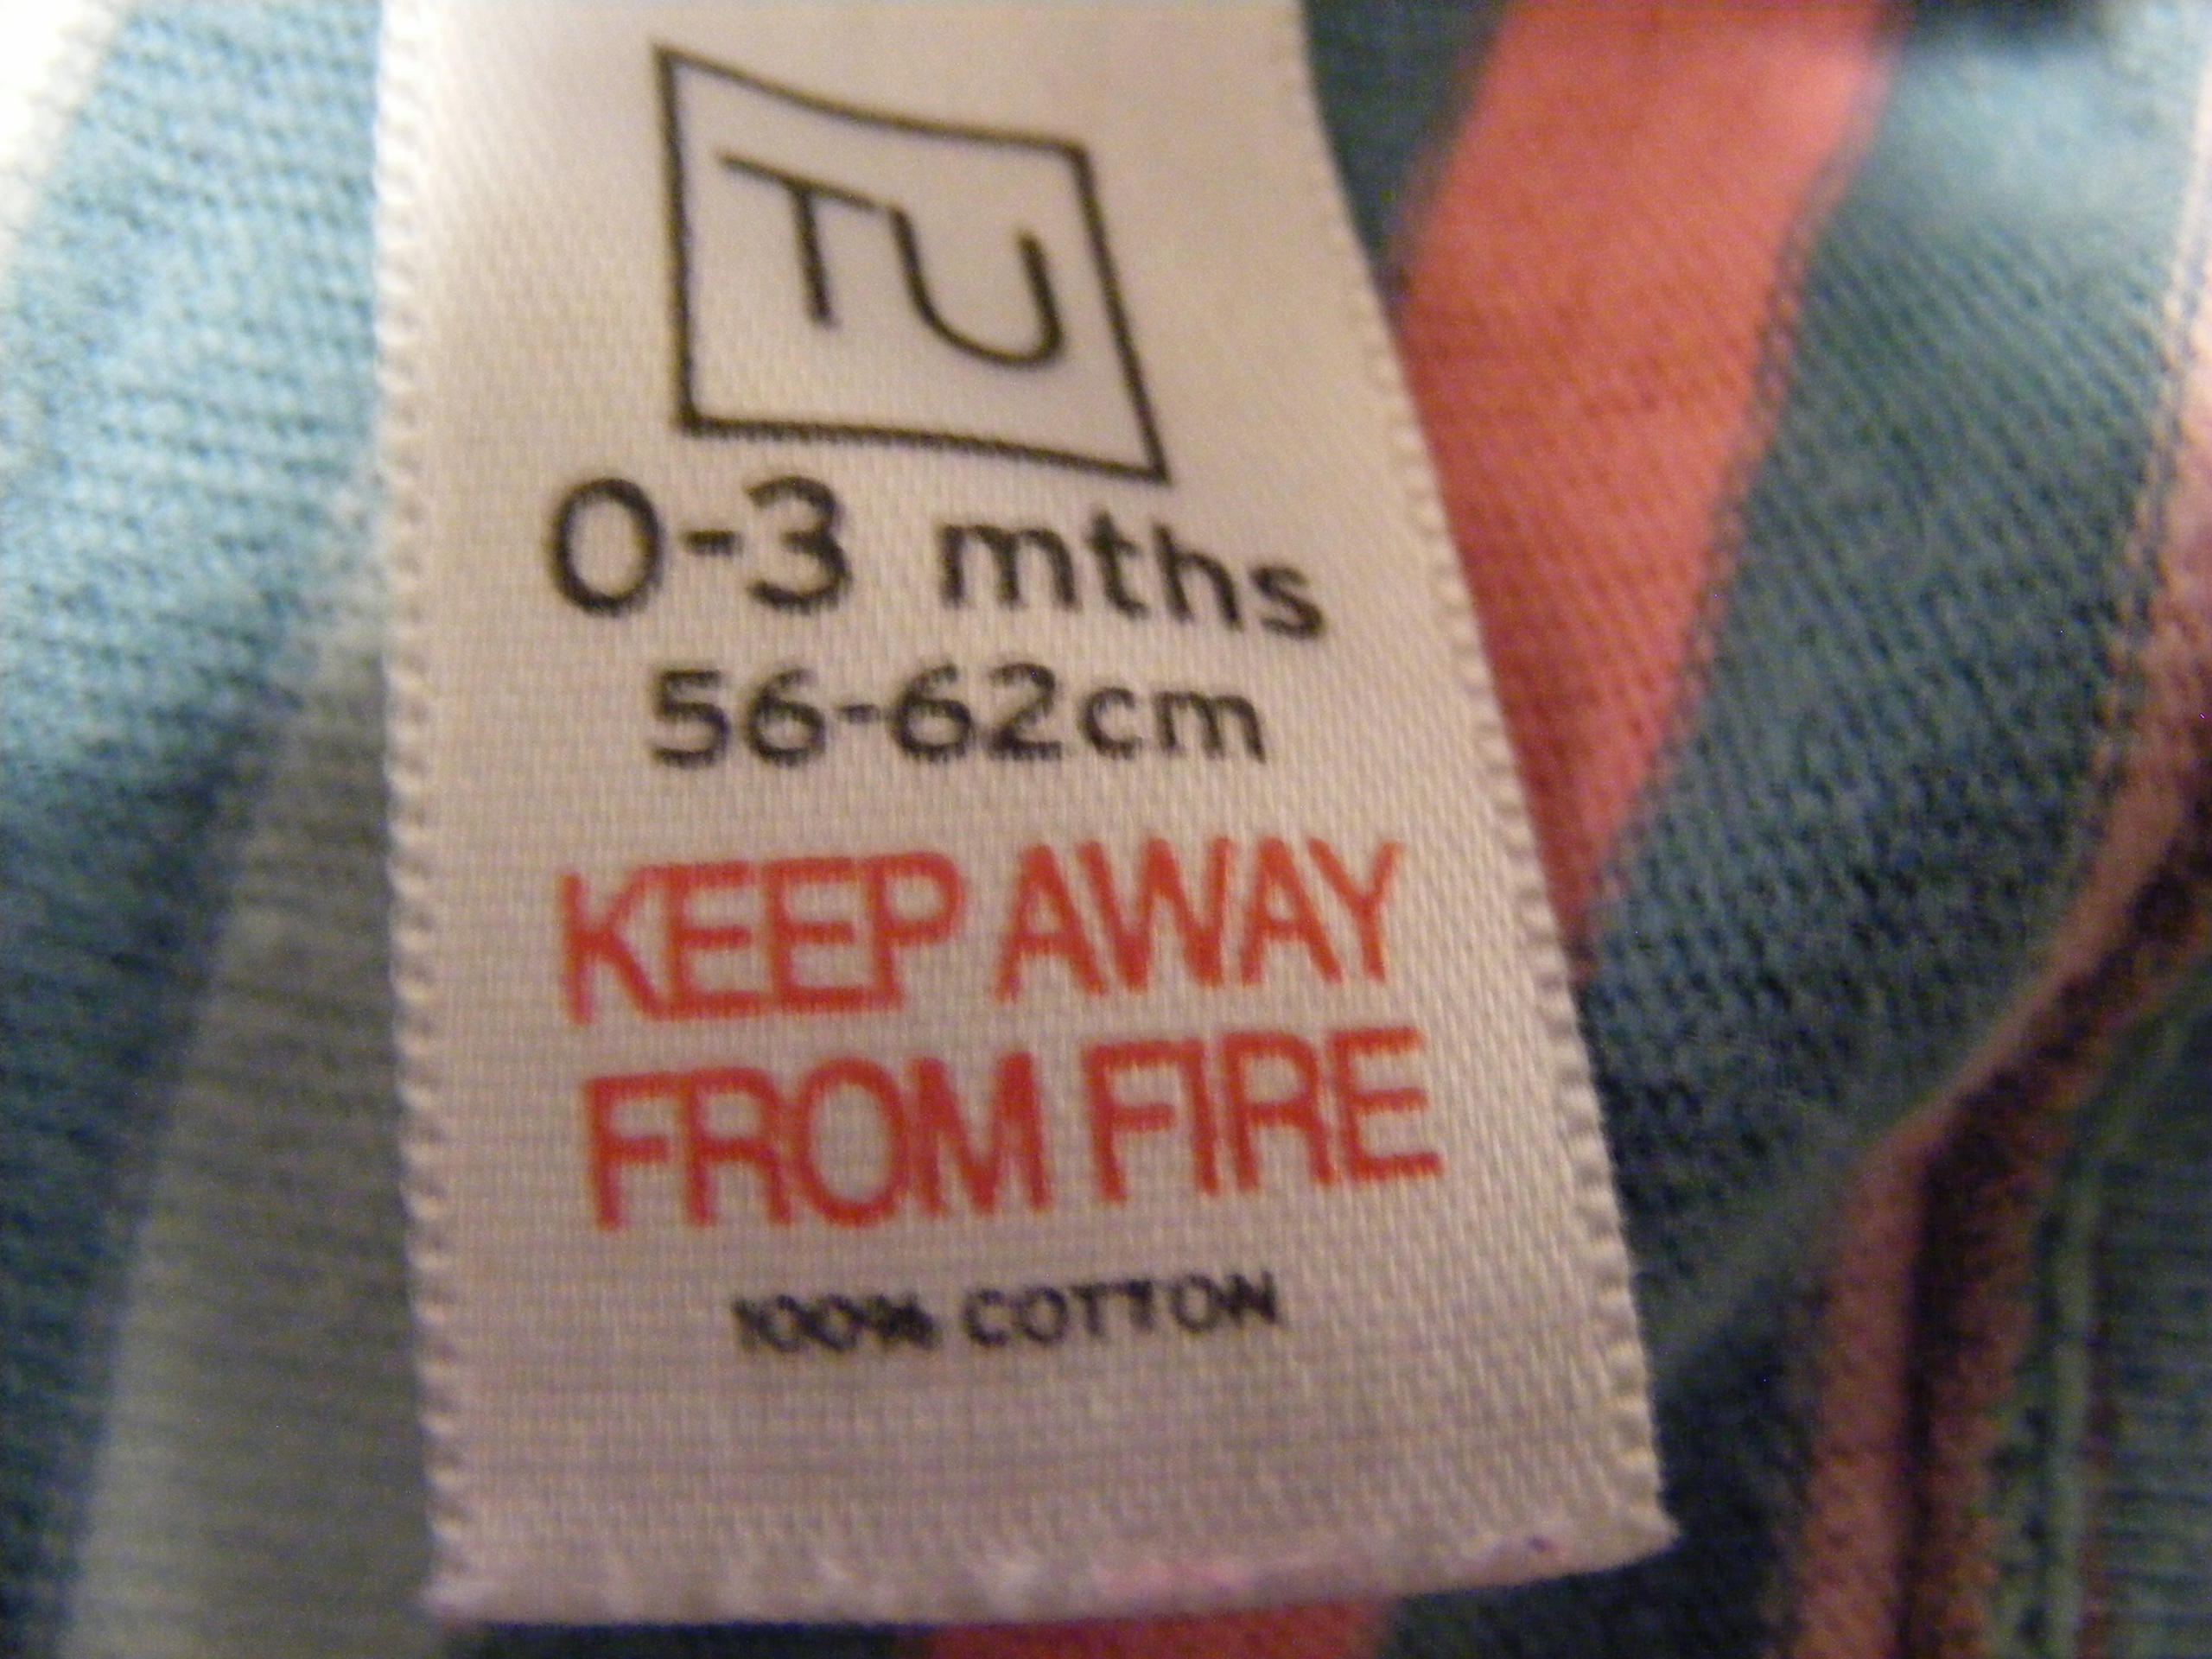 TU
0-3 mths
56-62cm
KEEP AWAY
FROM FIRE
100% COTTON